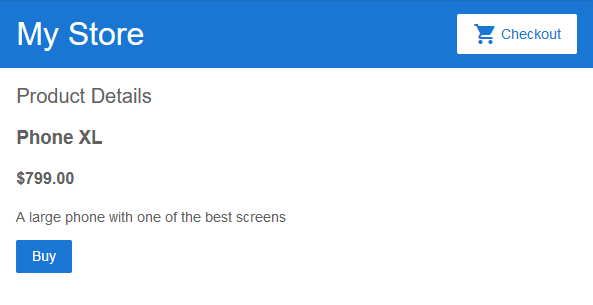 My Store
Checkout
Product Details
Phone XL
$799.00
A large phone with one of the best screens
Buy